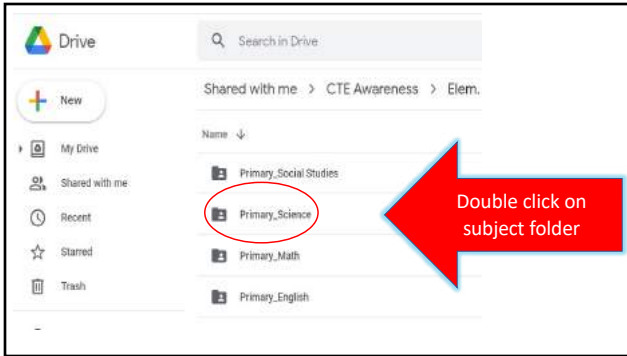 Drive
Search in Drive
New
Shared with me > CTE Awareness > Elem.
Name
My Drive
Shared with me
Recent
Starred
Trash
Primary_Social Studies
Primary_Science
Primary_Math
Primary_English
Double click on
subject folder